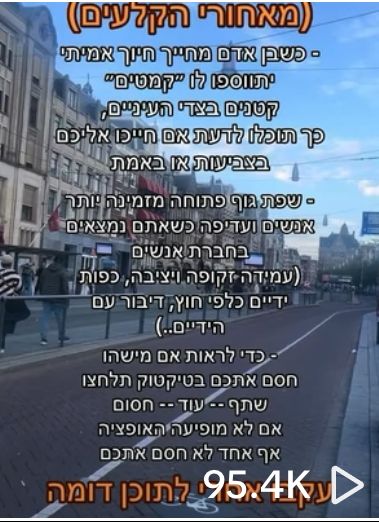 (מאחורי הקלעים)
- כשבן אדם מחייך חיוך אמיתי
יתווספו לו ״קמטים״
קטנים בצדי העיניים,
כך תוכלו לדעת אם חייכו אליכם
בצביעות או באמת
- שפת גוף פתוחה מזמינה יותר
אנשים ועדיפה כשאתם נמצאים
בחברת אנשים
(עמידה זקופה ויציבה, כפות
ידיים כלפי חוץ, דיבור עם
הידיים..)
- כדי לראות אם מישהו
חסם אתכם בטיקטוק תלחצו
שתף -- עוד -- חסום
אם לא מופיעה האופציה
אף אחד לא חסם אתכם
לתוכן דומה
95.4K